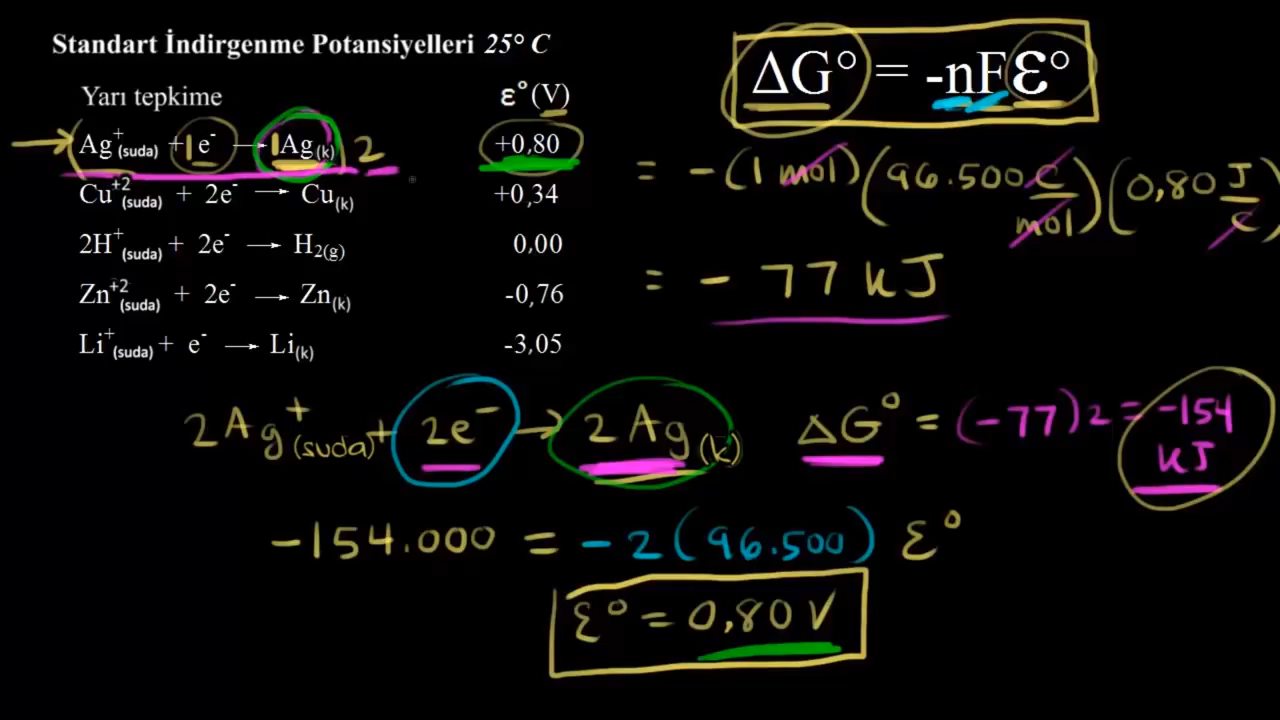 Standart İndirgenme Potansiyelleri 25° C
Yarı tepkime ε° (V)
Ag⁺(suda) + 1e⁻ → 1Ag(k) 2 +0,80
Cu⁺²(suda) + 2e⁻ → Cu(k) +0,34
2H⁺(suda) + 2e⁻ → H₂(g) 0,00
Zn⁺²(suda) + 2e⁻ → Zn(k) -0,76
Li⁺(suda) + e⁻ → Li(k) -3,05
ΔG° = -nFε°
= -(1 mol)(96.500 C/mol)(0,80 J/C
= -77 kJ
2Ag⁺(suda) + 2e⁻ → 2Ag(k) ΔG° = (-77)2 = -154 kJ
-154.000 = -2(96.500) ε°
ε° = 0,80 V